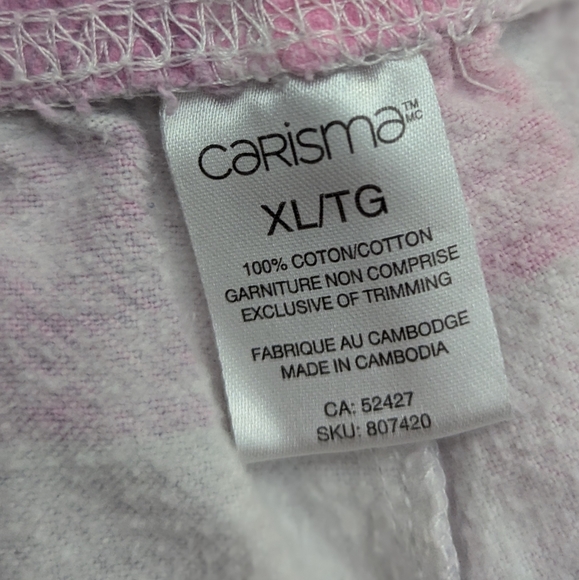 carisma™ MC
XL/TG
100% COTON/COTTON
GARNITURE NON COMPRISE
EXCLUSIVE OF TRIMMING
FABRIQUE AU CAMBODGE
MADE IN CAMBODIA
CA: 52427
SKU: 807420